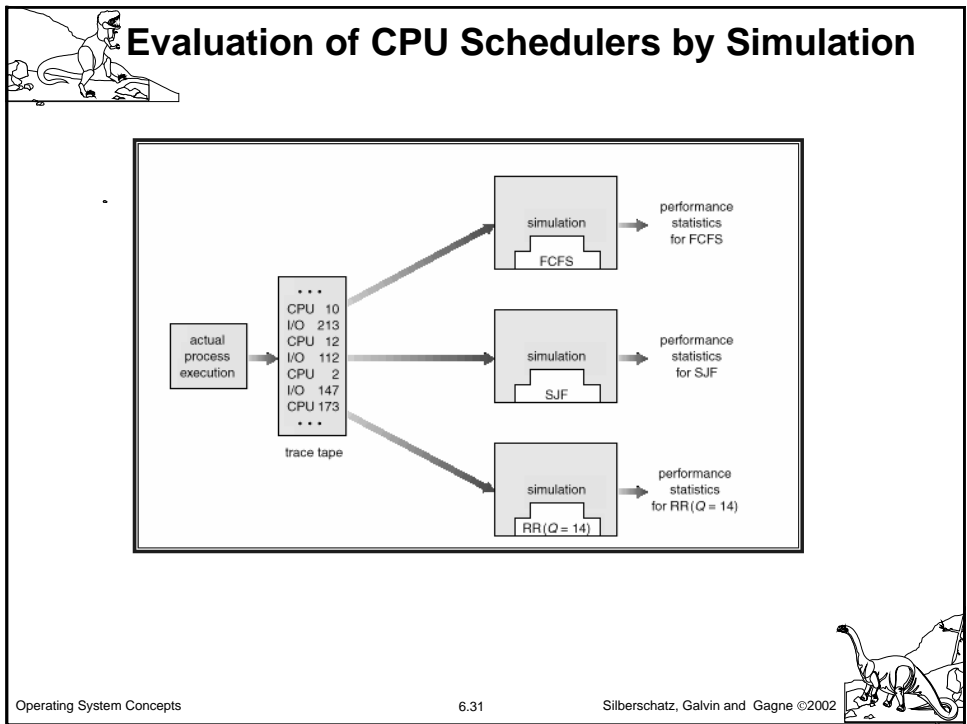 Evaluation of CPU Schedulers by Simulation
actual
process
execution
• • •
CPU 10
I/O 213
CPU 12
I/O 112
CPU 2
I/O 147
CPU 173
• • •
trace tape
simulation
FCFS
performance
statistics
for FCFS
simulation
SJF
performance
statistics
for SJF
simulation
RR(Q = 14)
performance
statistics
for RR(Q = 14)
Operating System Concepts
6.31
Silberschatz, Galvin and Gagne ©2002